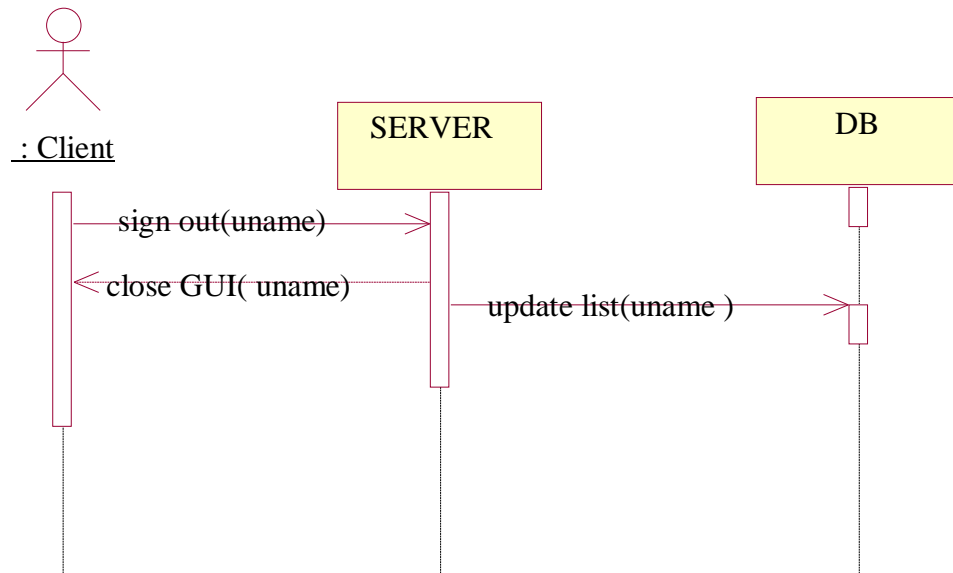 : Client
SERVER
DB
sign out(uname)
close GUI( uname)
update list(uname )